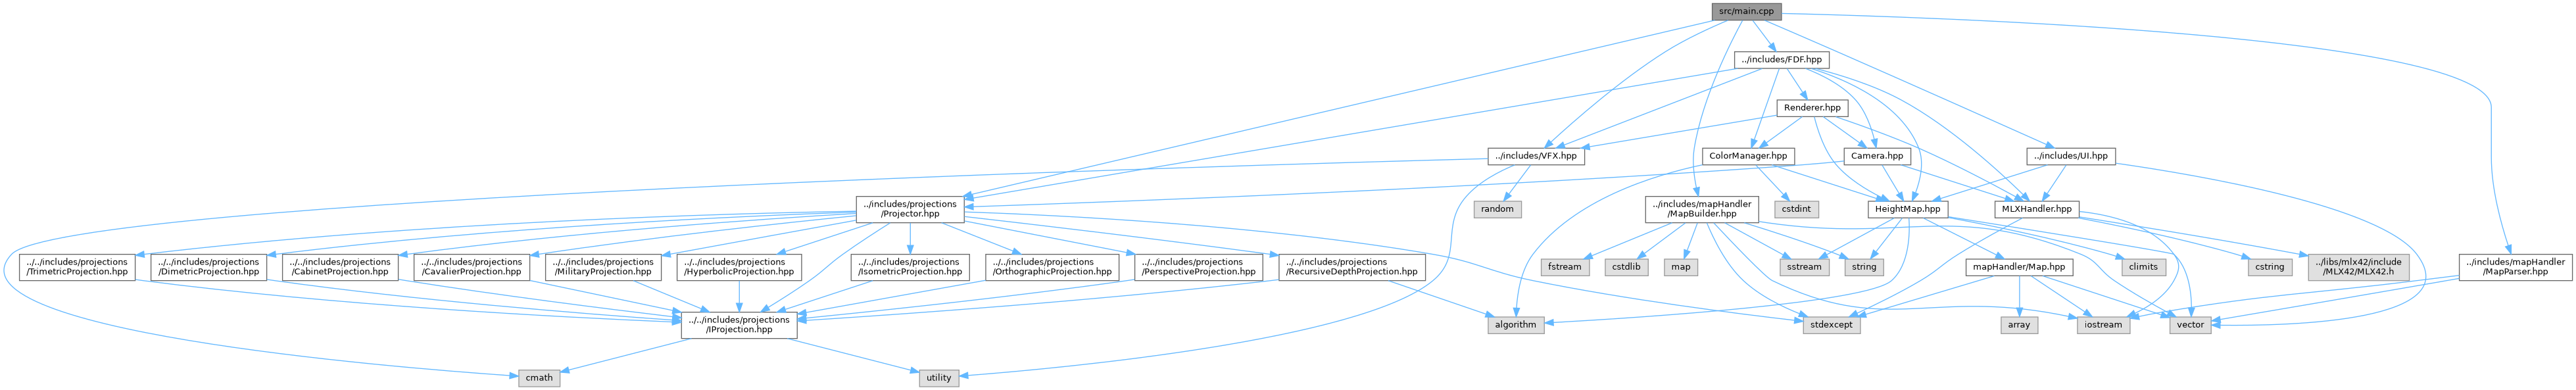 src/main.cpp
../includes/FDF.hpp
Renderer.hpp
../includes/VFX.hpp
ColorManager.hpp
Camera.hpp
../includes/UI.hpp
../includes/projections
/Projector.hpp
random
../includes/mapHandler
/MapBuilder.hpp
cstdint
HeightMap.hpp
MLXHandler.hpp
../../includes/projections
/TrimetricProjection.hpp
../../includes/projections
/DimetricProjection.hpp
../../includes/projections
/CabinetProjection.hpp
../../includes/projections
/CavalierProjection.hpp
../../includes/projections
/MilitaryProjection.hpp
../../includes/projections
/HyperbolicProjection.hpp
../../includes/projections
/IsometricProjection.hpp
../../includes/projections
/OrthographicProjection.hpp
../../includes/projections
/PerspectiveProjection.hpp
../../includes/projections
/RecursiveDepthProjection.hpp
fstream
cstdlib
map
sstream
string
mapHandler/Map.hpp
climits
cstring
../libs/mlx42/include
/MLX42/MLX42.h
../includes/mapHandler
/MapParser.hpp
../../includes/projections
/IProjection.hpp
algorithm
stdexcept
array
iostream
vector
cmath
utility